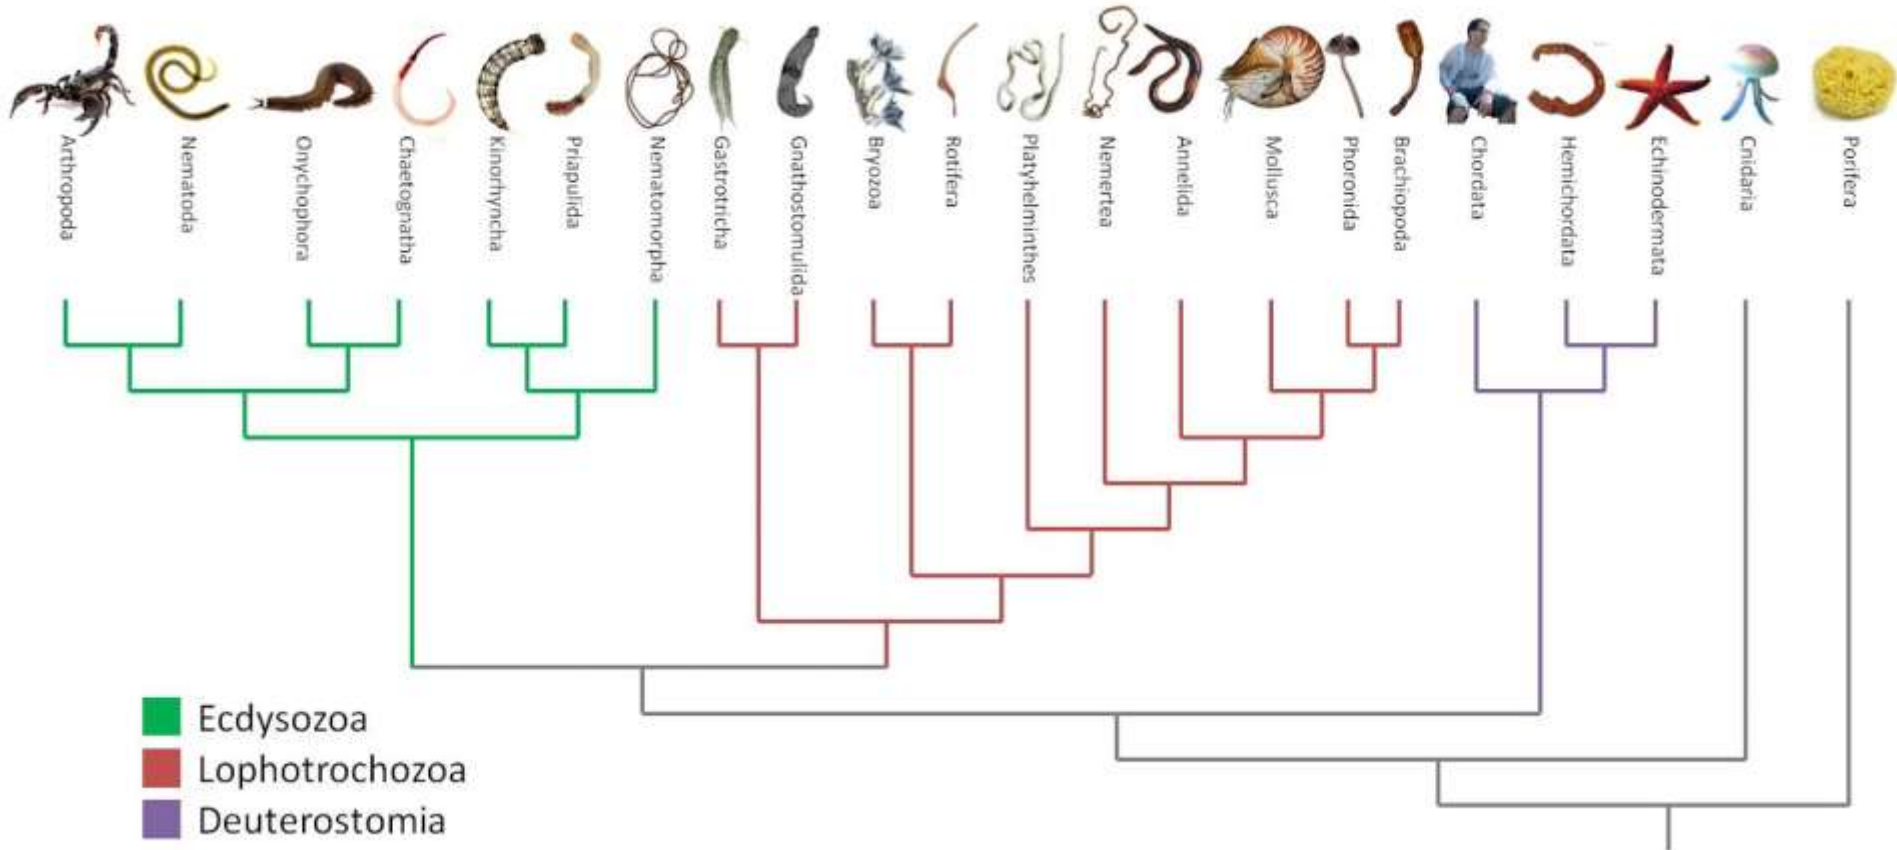 Arthropoda
Nematoda
Onychophora
Chaetognatha
Kinorhyncha
Priapulida
Nematomorpha
Gastrotricha
Gnathostomulida
Bryozoa
Rotifera
Platyhelminthes
Nemertea
Annelida
Mollusca
Phoronida
Brachiopoda
Chordata
Hemichordata
Echinodermata
Cnidaria
Porifera
Ecdysozoa
Lophotrochozoa
Deuterostomia